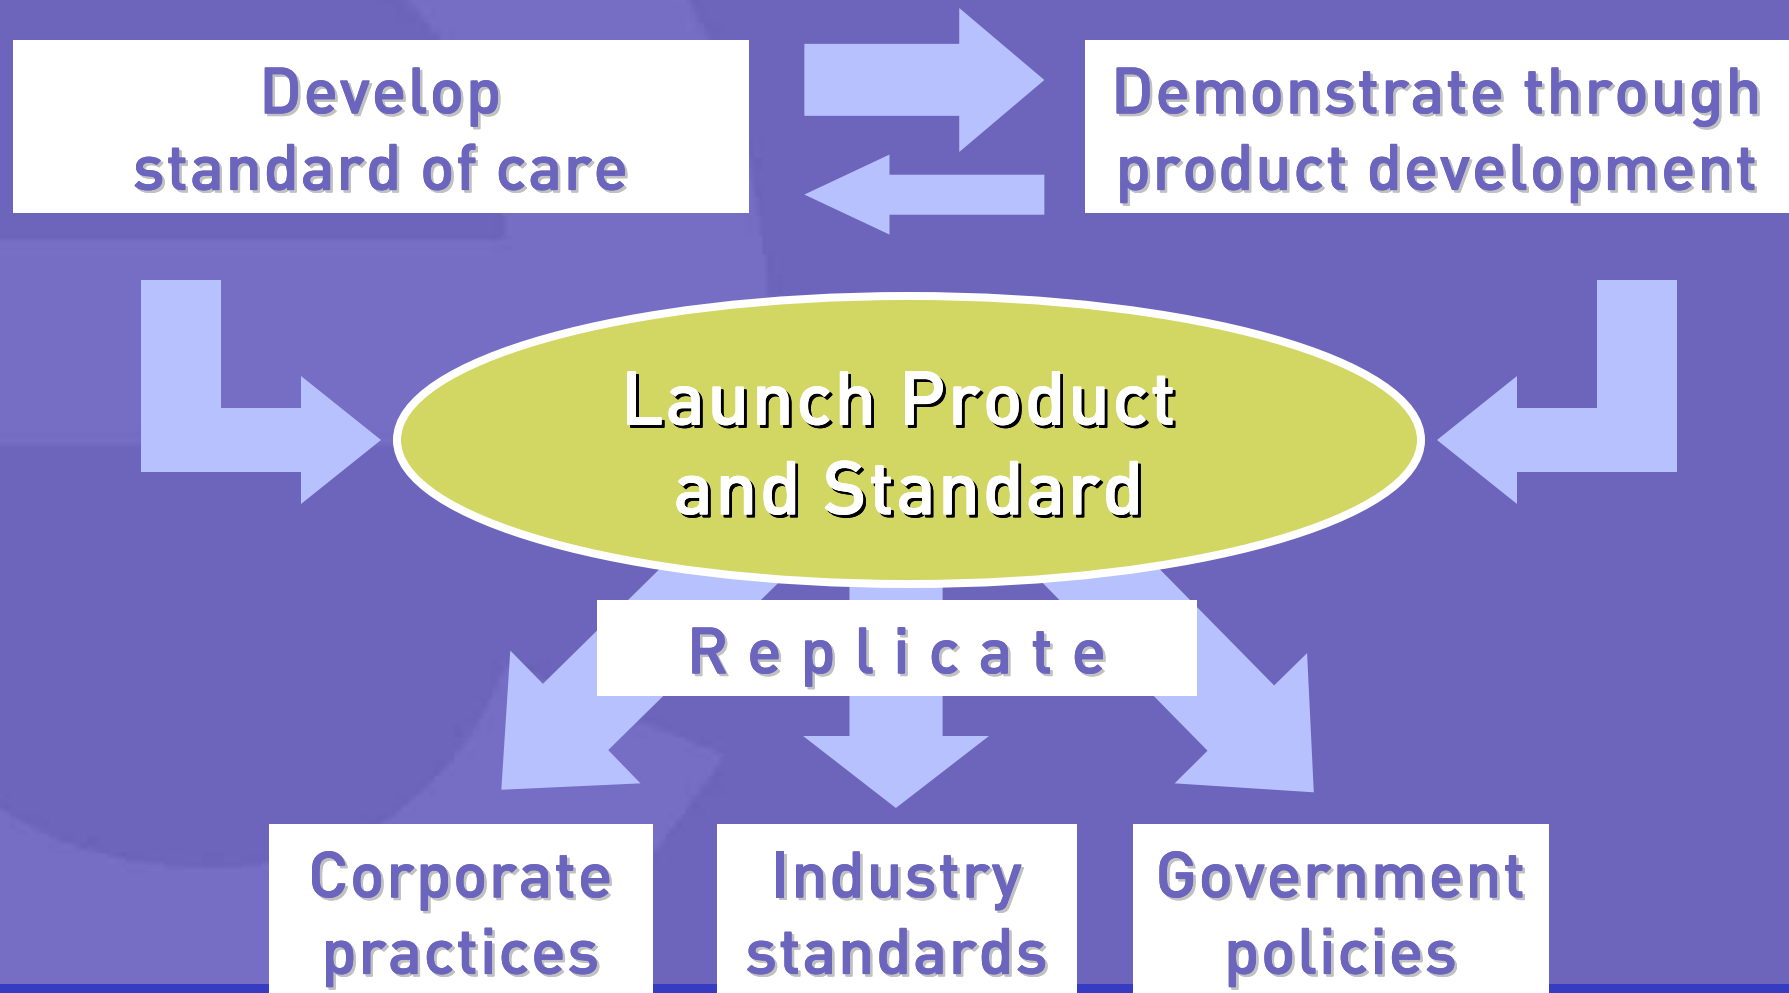 Develop
standard of care
Demonstrate through
product development
Launch Product
and Standard
Replicate
Corporate
practices
Industry
standards
Government
policies